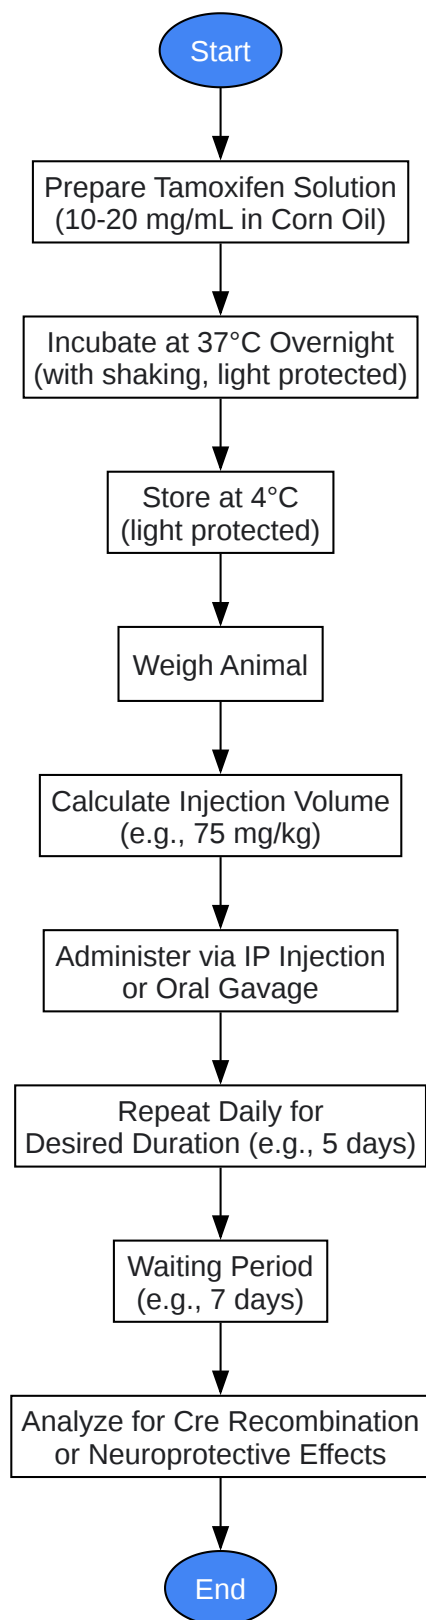 Start
Prepare Tamoxifen Solution
(10-20 mg/mL in Corn Oil)
Incubate at 37°C Overnight
(with shaking, light protected)
Store at 4°C
(light protected)
Weigh Animal
Calculate Injection Volume
(e.g., 75 mg/kg)
Administer via IP Injection
or Oral Gavage
Repeat Daily for
Desired Duration (e.g., 5 days)
Waiting Period
(e.g., 7 days)
Analyze for Cre Recombination
or Neuroprotective Effects
End